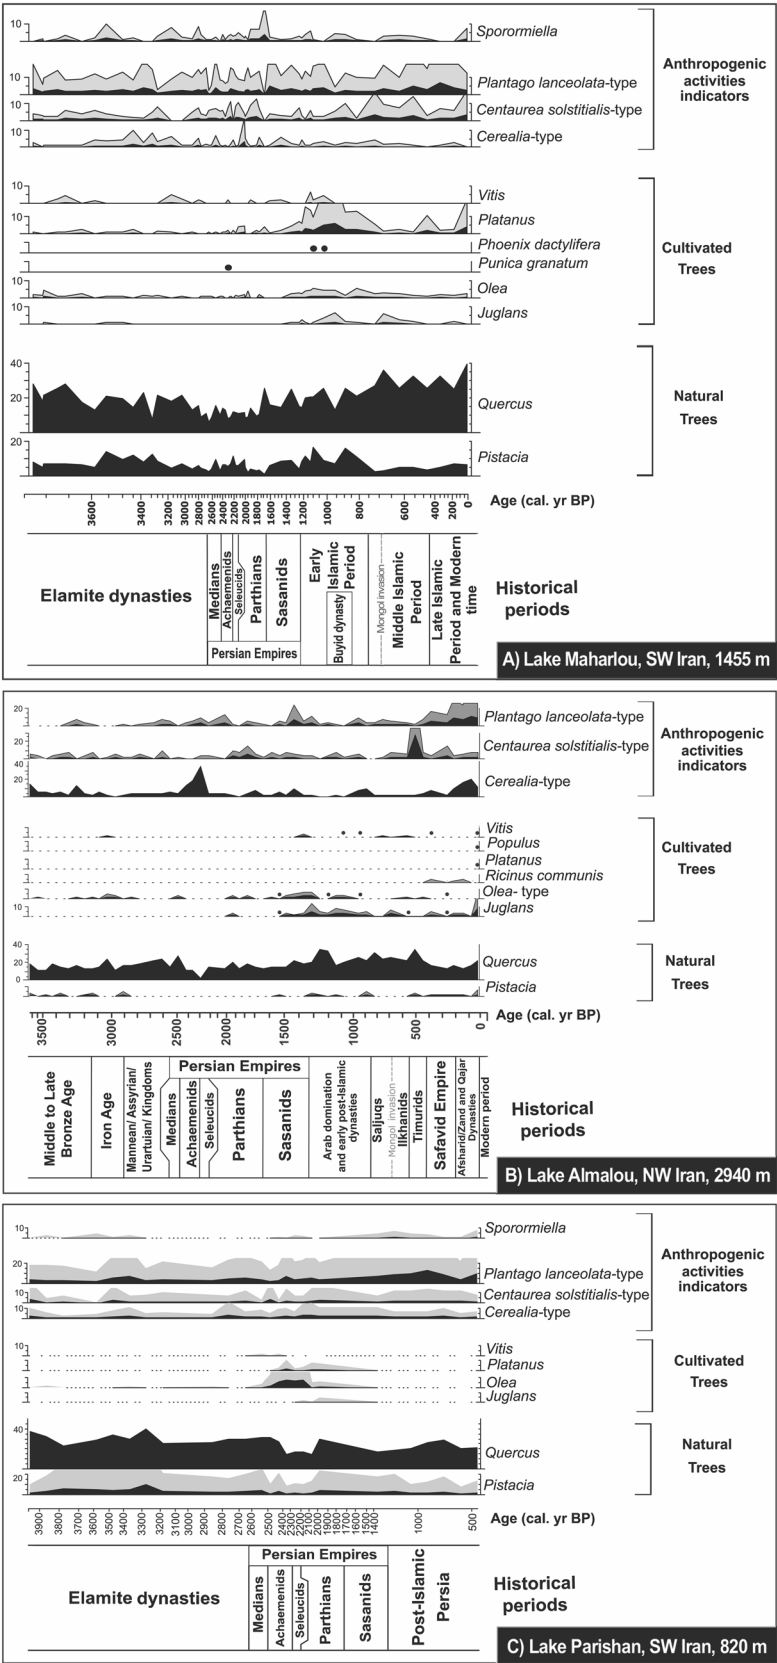 10
Sporormiella
10
Plantago lanceolata-type
10
Centaurea solstitialis-type
10
Cerealia-type
Anthropogenic
activities
indicators
10
Vitis
10
Platanus
Phoenix dactylifera
Punica granatum
10
Olea
10
Juglans
Cultivated
Trees
40
20
0
Quercus
20
0
Pistacia
Natural
Trees
3600 3400 3200 3000 2800 2600 2400 2200 2000 1800 1600 1400 1200 1000 800 600 400 200 0
Age (cal. yr BP)
Elamite dynasties
Medians
Achaemenids
Seleucids
Parthians
Sasanids
Persian Empires
Early
Islamic
Period
Buyid dynasty
Mongol invasion
Middle Islamic
Period
Late Islamic
Period and Modern
time
Historical
periods
A) Lake Maharlou, SW Iran, 1455 m
20
Plantago lanceolata-type
20
Centaurea solstitialis-type
40
20
Cerealia-type
Anthropogenic
activities
indicators
Vitis
Populus
Platanus
Ricinus communis
Olea- type
10
Juglans
Cultivated
Trees
40
20
0
Quercus
10
Pistacia
Natural
Trees
3500 3000 2500 2000 1500 1000 500 0
Age (cal. yr BP)
Middle to Late
Bronze Age
Iron Age
Mannean/ Assyrian/
Urartuian/ Kingdoms
Persian Empires
Medians
Achaemenids
Seleucids
Parthians
Sasanids
Arab domination
and early post-Islamic
dynasties
Saljuqs
Mongol invasion
Ilkhanids
Timurids
Safavid Empire
Afsharid/Zand and Qajar
Dynasties
Modern period
Historical
periods
B) Lake Almalou, NW Iran, 2940 m
10
Sporormiella
20
Plantago lanceolata-type
10
Centaurea solstitialis-type
10
Cerealia-type
Anthropogenic
activities
indicators
10
Vitis
Platanus
10
Olea
Juglans
Cultivated
Trees
40
Quercus
20
Pistacia
Natural
Trees
3900 3800 3700 3600 3500 3400 3300 3200 3100 3000 2900 2800 2700 2600 2500 2400 2300 2200 2100 2000 1900 1800 1700 1600 1500 1400 1000 500
Age (cal. yr BP)
Persian Empires
Elamite dynasties
Medians
Achaemenids
Seleucids
Parthians
Sasanids
Post-Islamic
Persia
Historical
periods
C) Lake Parishan, SW Iran, 820 m